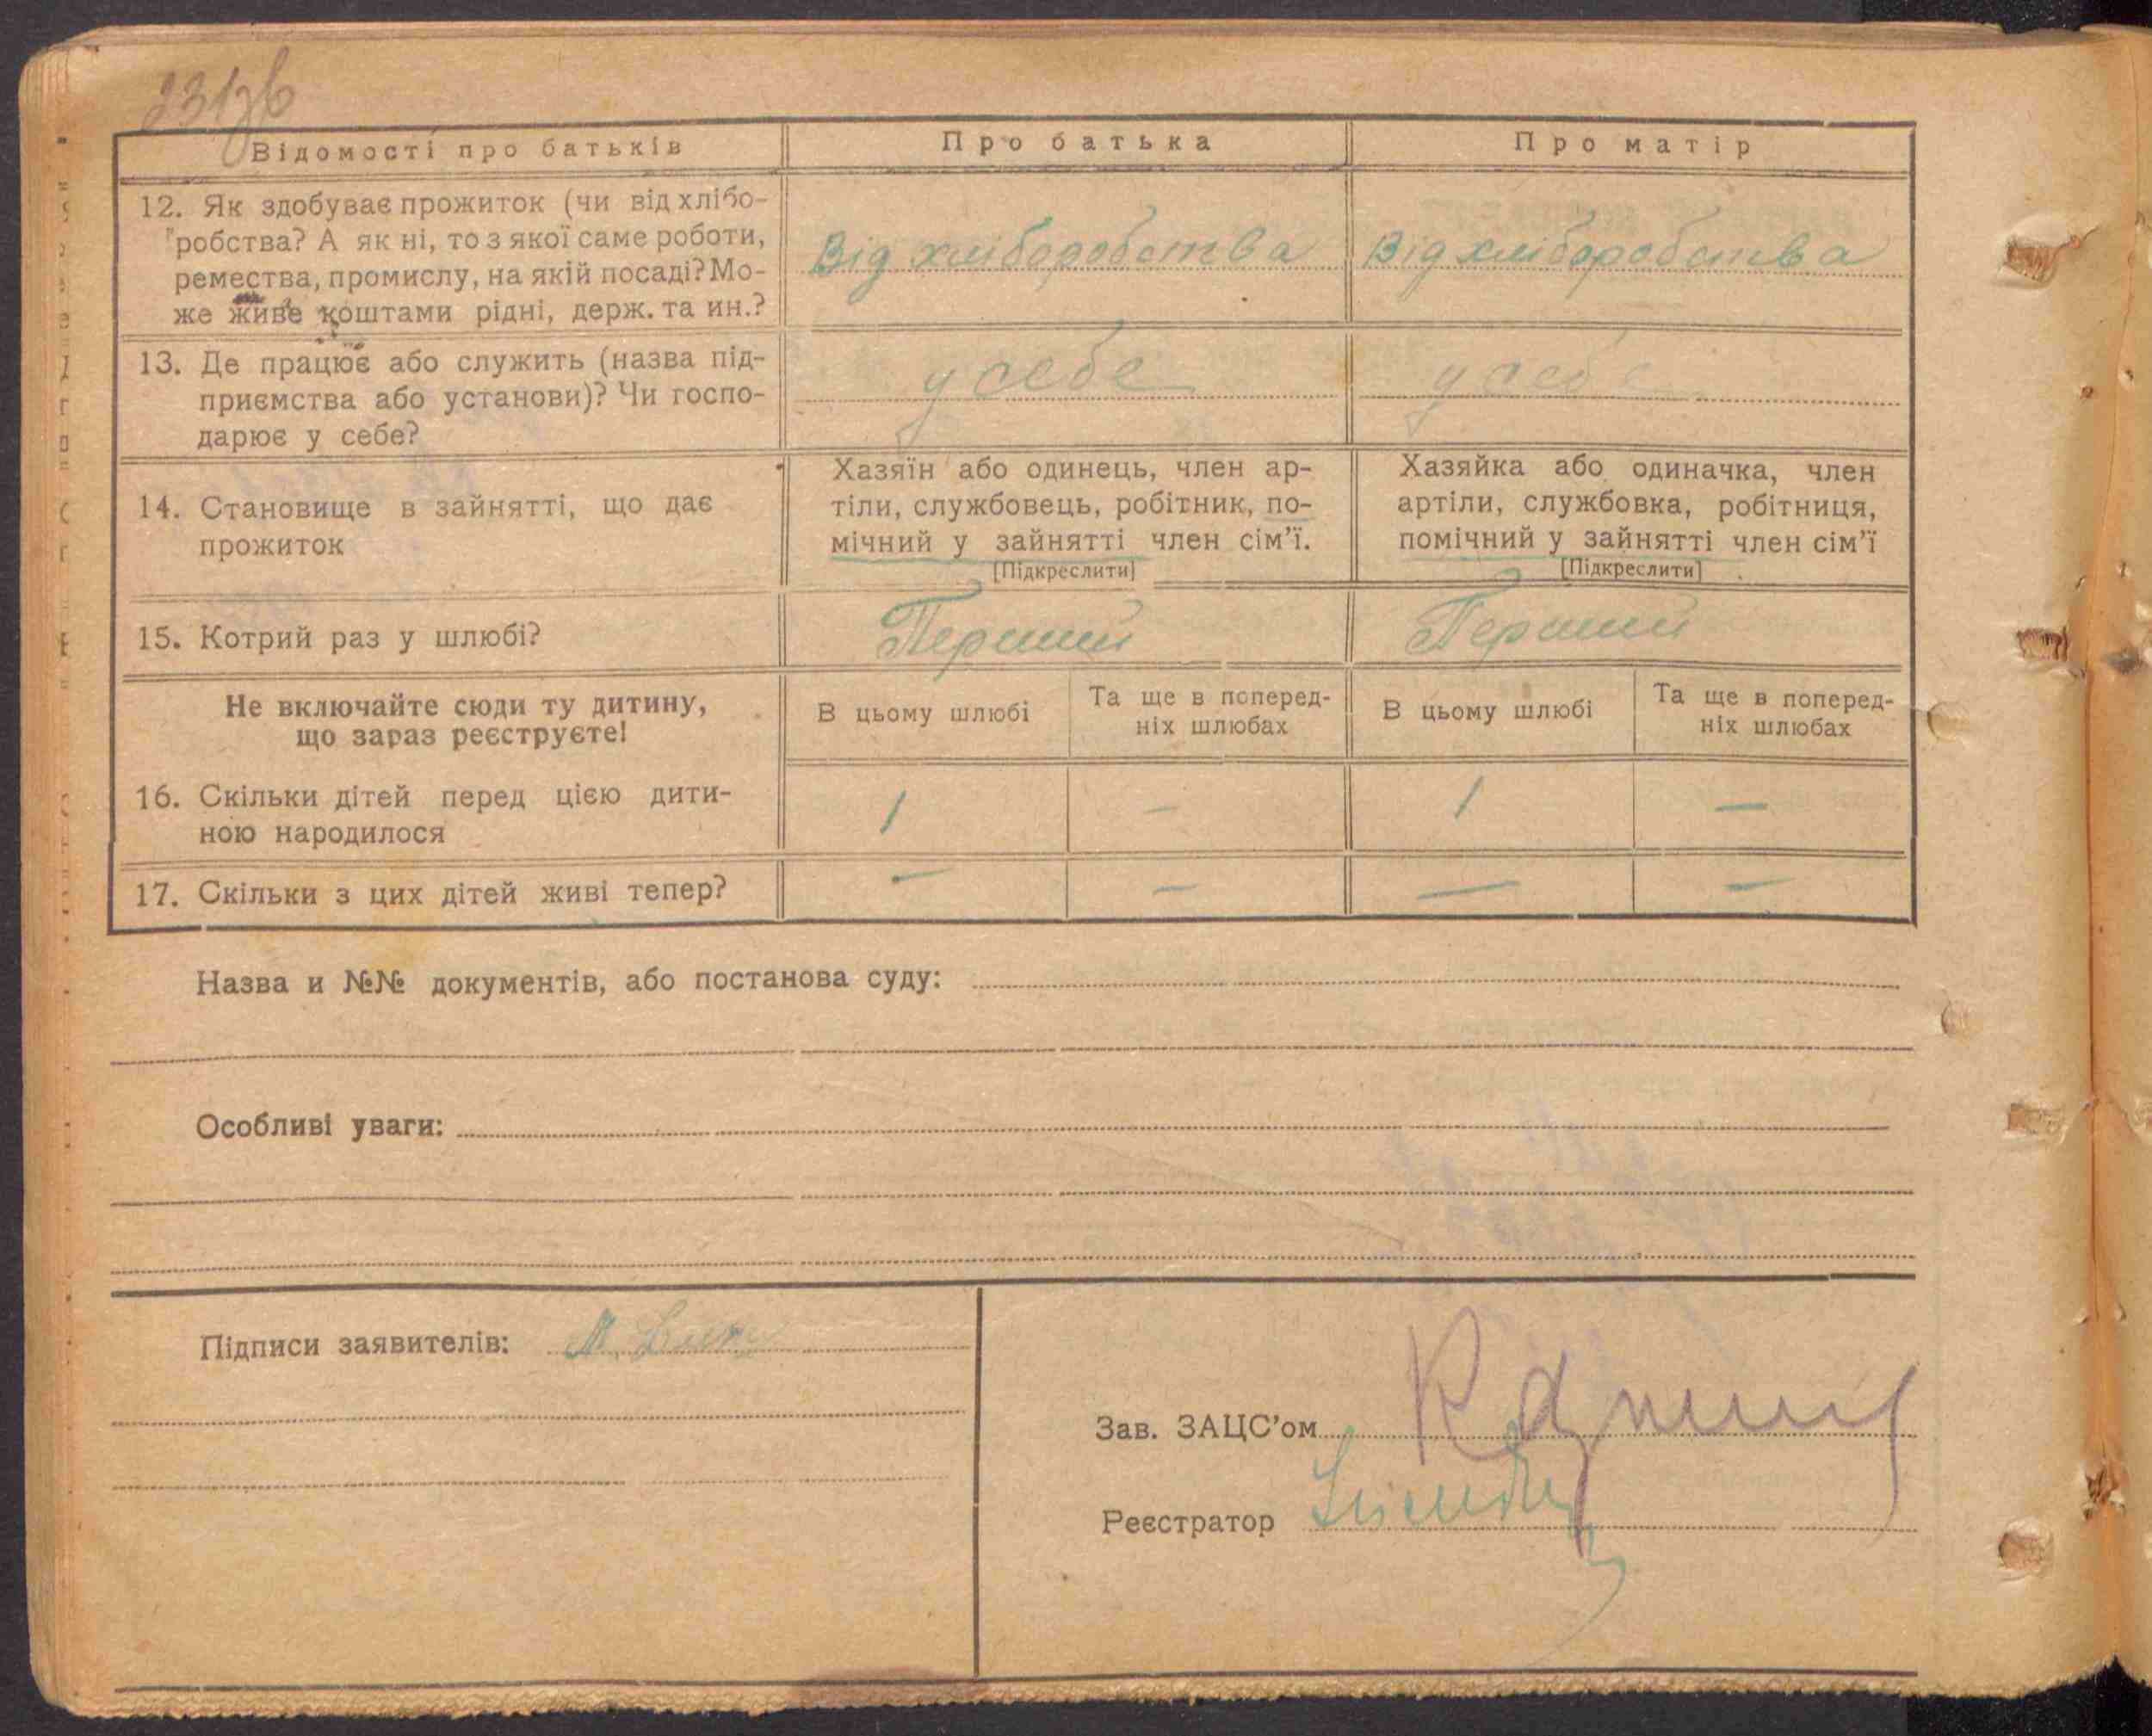 Відомості про батьків
Про батька
Про матір
12. Як здобуває прожиток (чи від хлібо-
робства? А як ні, то з якої саме роботи,
ремества, промислу, на якій посаді? Мо-
же живе коштами рідні, держ. та ин.?
Від хліборобства
Від хліборобства
13. Де працює або служить (назва під-
приємства або установи)? Чи госпо-
дарює у себе?
у себе
у себе
14. Становище в зайнятті, що дає
прожиток
Хазяїн або одинець, член ар-
тіли, службовець, робітник, по-
мічний у зайнятті член сім'ї.
[Підкреслити]
Хазяйка або одиначка, член
артіли, службовка, робітниця,
помічний у зайнятті член сім'ї
[Підкреслити]
15. Котрий раз у шлюбі?
Перший
Перший
Не включайте сюди ту дитину,
що зараз реєструєте!
В цьому шлюбі
Та ще в поперед-
ніх шлюбах
В цьому шлюбі
Та ще в поперед-
ніх шлюбах
16. Скільки дітей перед цією дити-
ною народилося
1 — 1 —
17. Скільки з цих дітей живі тепер?
— — — —
Назва и №№ документів, або постанова суду:
Особливі уваги:
Підписи заявителів:
Зав. ЗАЦС'ом
Реєстратор